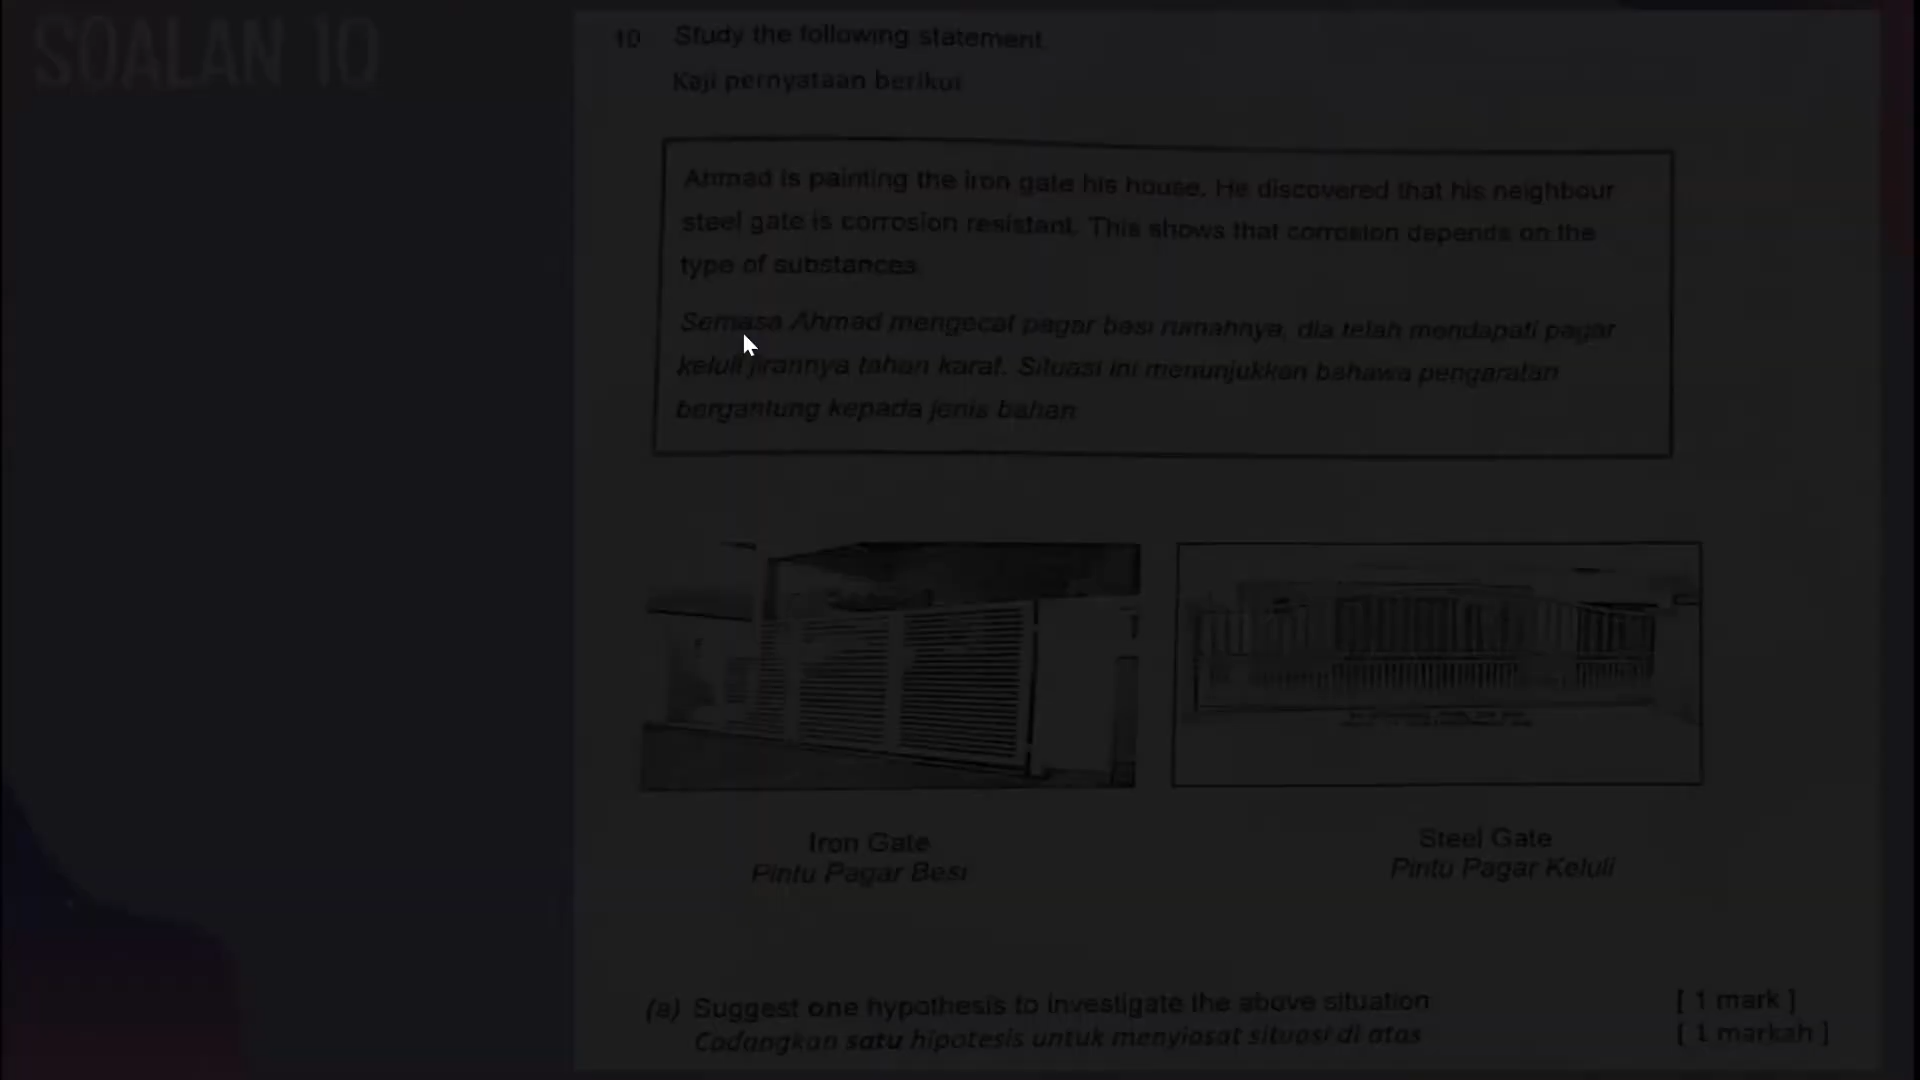 SOALAN 10
10 Study the following statement.
Kaji pernyataan berikut
Ahmad is painting the iron gate his house. He discovered that his neighbour
steel gate is corrosion resistant. This shows that corrosion depends on the
type of substances
Semasa Ahmad mengecat pagar besi rumahnya, dia telah mendapati pagar
keluli jirannya tahan karat. Situasi ini menunjukkan bahawa pengaratan
bergantung kepada jenis bahan
Iron Gate
Pintu Pagar Besi
Steel Gate
Pintu Pagar Keluli
(a) Suggest one hypothesis to investigate the above situation [ 1 mark ]
Cadangkan satu hipotesis untuk menyiasat situasi di atas [ 1 markah ]